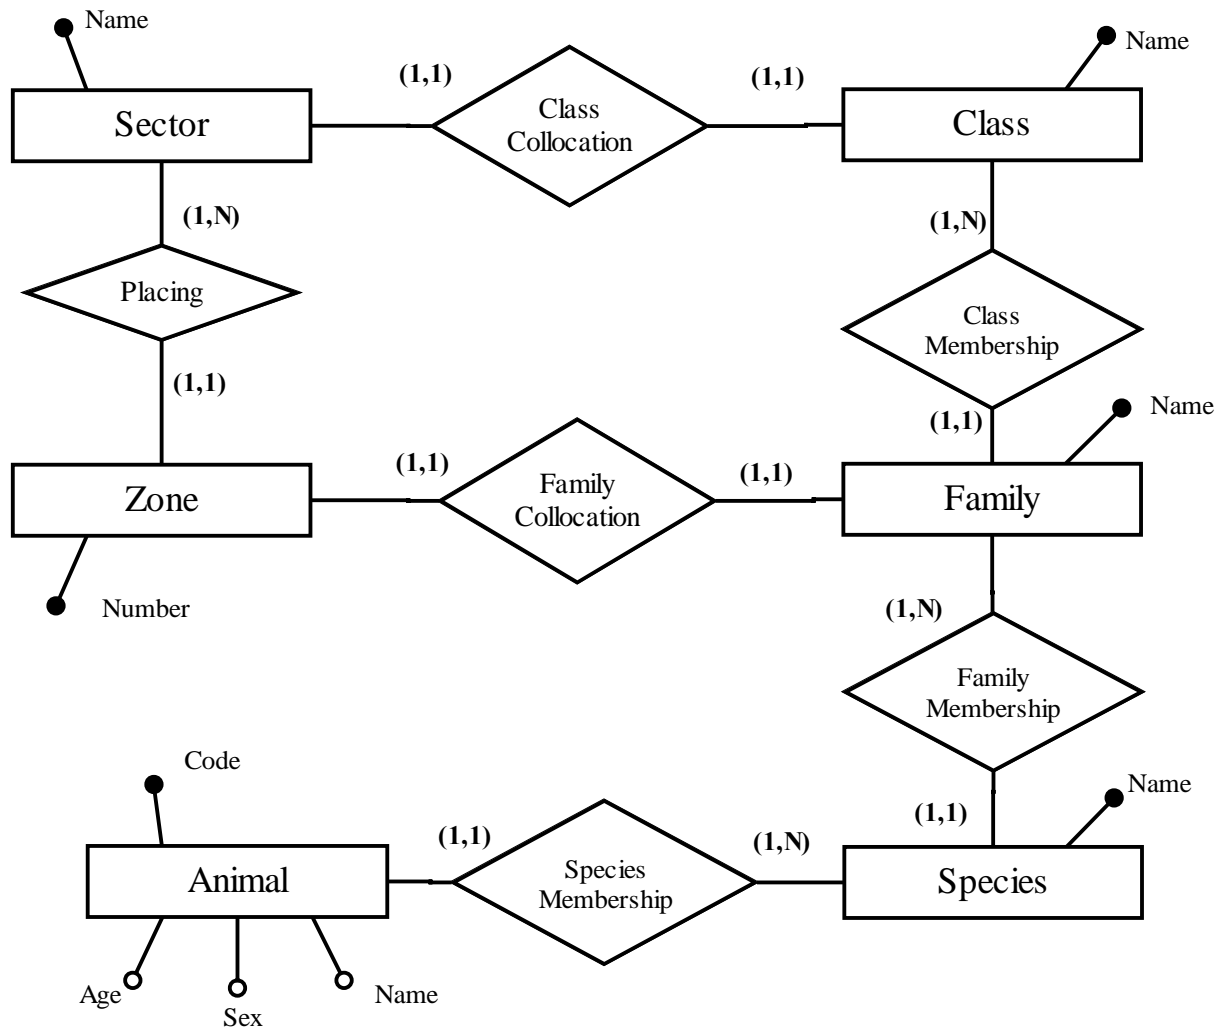 Name
Name
(1,1)
(1,1)
Sector
Class
Collocation
Class
(1,N)
(1,N)
Placing
Class
Membership
(1,1)
(1,1)
Name
(1,1)
(1,1)
Zone
Family
Collocation
Family
Number
(1,N)
Family
Membership
Code
Name
(1,1)
(1,1)
(1,N)
Animal
Species
Membership
Species
Age
Sex
Name